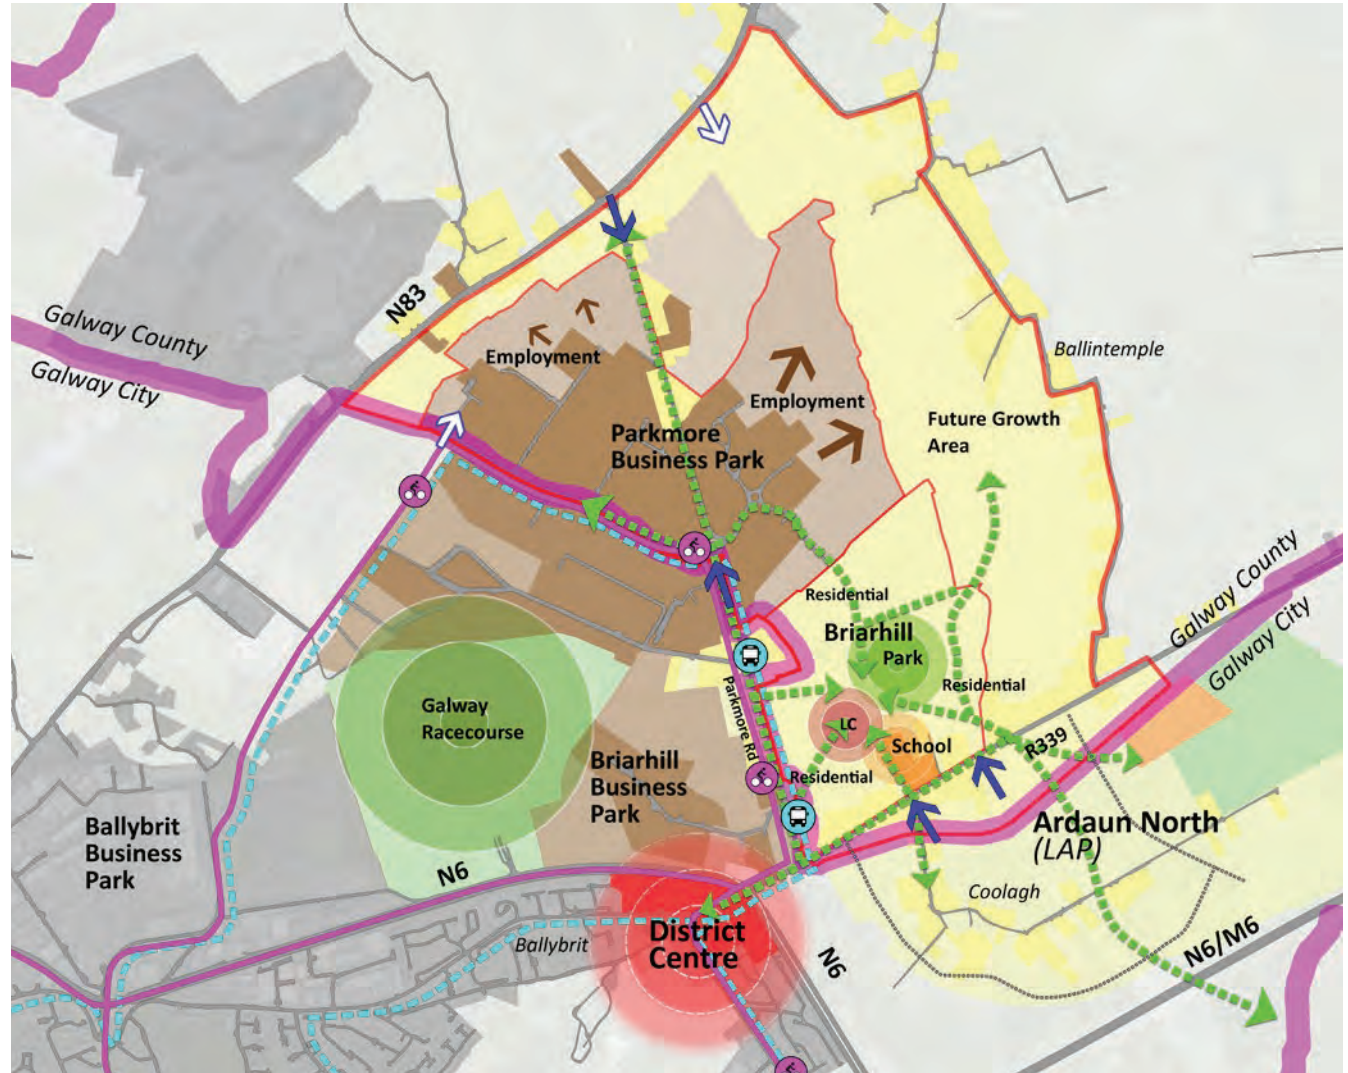 N83
Galway County
Galway City
Employment
Employment
Ballintemple
Parkmore
Business Park
Future Growth
Area
Galway County
Galway City
Residential
Briarhill
Park
Residential
Parkmore Rd
Galway
Racecourse
LC
School
R339
Residential
Briarhill
Business
Park
Ballybrit
Business
Park
Ardaun North
(LAP)
N6
Coolagh
District
Centre
Ballybrit
N6
N6/M6